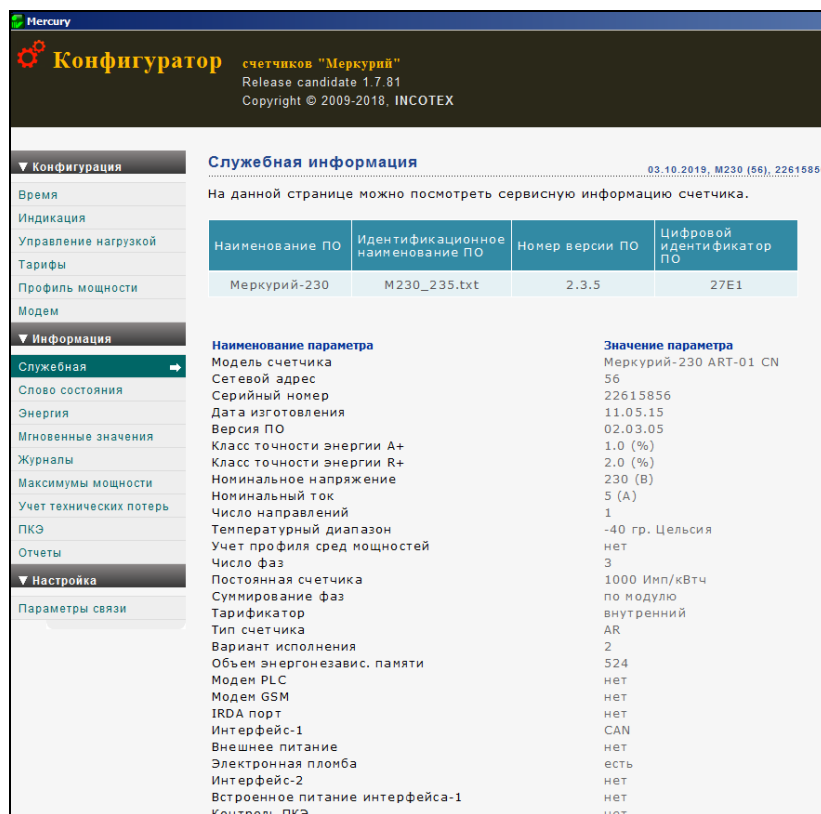 Mercury
Конфигуратор
счетчиков "Меркурий"
Release candidate 1.7.81
Copyright © 2009-2018, INCOTEX
▼ Конфигурация
Время
Индикация
Управление нагрузкой
Тарифы
Профиль мощности
Модем
▼ Информация
Служебная
Слово состояния
Энергия
Мгновенные значения
Журналы
Максимумы мощности
Учет технических потерь
ПКЭ
Отчеты
▼ Настройка
Параметры связи
Служебная информация
03.10.2019, M230 (56), 2261585
На данной странице можно посмотреть сервисную информацию счетчика.
Наименование ПО Идентификационное наименование ПО Номер версии ПО Цифровой идентификатор ПО
Меркурий-230 M230_235.txt 2.3.5 27E1
Наименование параметра Значение параметра
Модель счетчика Меркурий-230 ART-01 CN
Сетевой адрес 56
Серийный номер 22615856
Дата изготовления 11.05.15
Версия ПО 02.03.05
Класс точности энергии A+ 1.0 (%)
Класс точности энергии R+ 2.0 (%)
Номинальное напряжение 230 (В)
Номинальный ток 5 (А)
Число направлений 1
Температурный диапазон -40 гр. Цельсия
Учет профиля сред мощностей нет
Число фаз 3
Постоянная счетчика 1000 Имп/кВтч
Суммирование фаз по модулю
Тарификатор внутренний
Тип счетчика AR
Вариант исполнения 2
Объем энергонезавис. памяти 524
Модем PLC нет
Модем GSM нет
IRDA порт нет
Интерфейс-1 CAN
Внешнее питание нет
Электронная пломба есть
Интерфейс-2 нет
Встроенное питание интерфейса-1 нет
Контроль ПКЭ нет